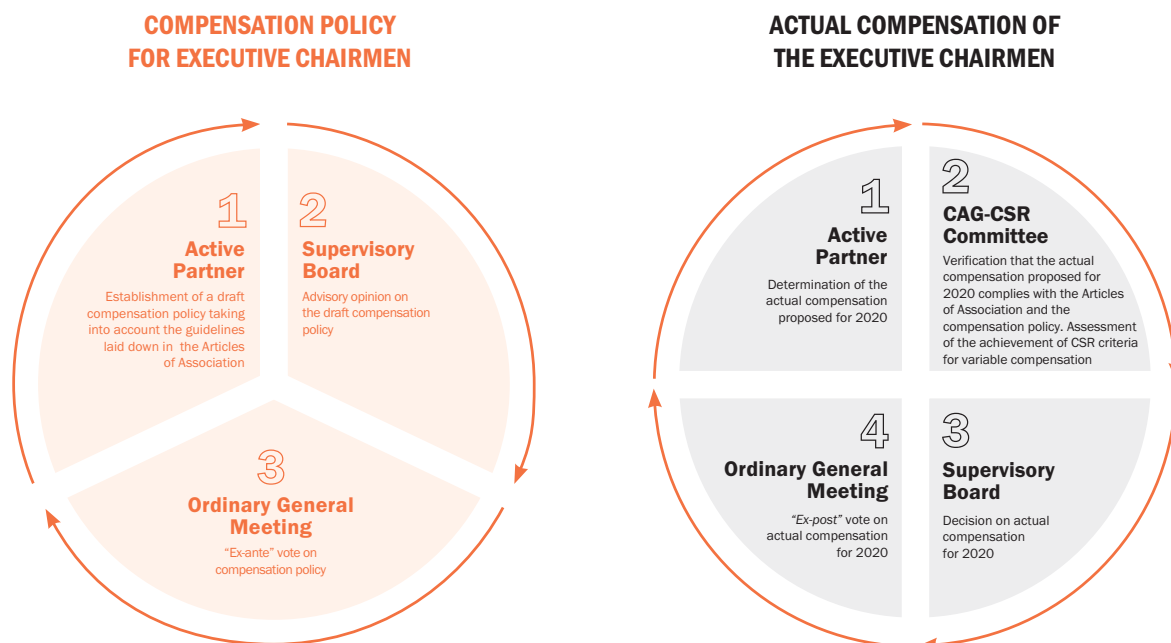 COMPENSATION POLICY
FOR EXECUTIVE CHAIRMEN
1
Active
Partner
Establishment of a draft
compensation policy taking
into account the guidelines
laid down in the Articles
of Association
2
Supervisory
Board
Advisory opinion on
the draft compensation
policy
3
Ordinary General
Meeting
“Ex-ante” vote on
compensation policy
ACTUAL COMPENSATION OF
THE EXECUTIVE CHAIRMEN
1
Active
Partner
Determination of the
actual compensation
proposed for 2020
2
CAG-CSR
Committee
Verification that the actual
compensation proposed for
2020 complies with the Articles
of Association and the
compensation policy. Assessment
of the achievement of CSR criteria
for variable compensation
3
Supervisory
Board
Decision on actual
compensation
for 2020
4
Ordinary General
Meeting
“Ex-post” vote on
actual compensation
for 2020